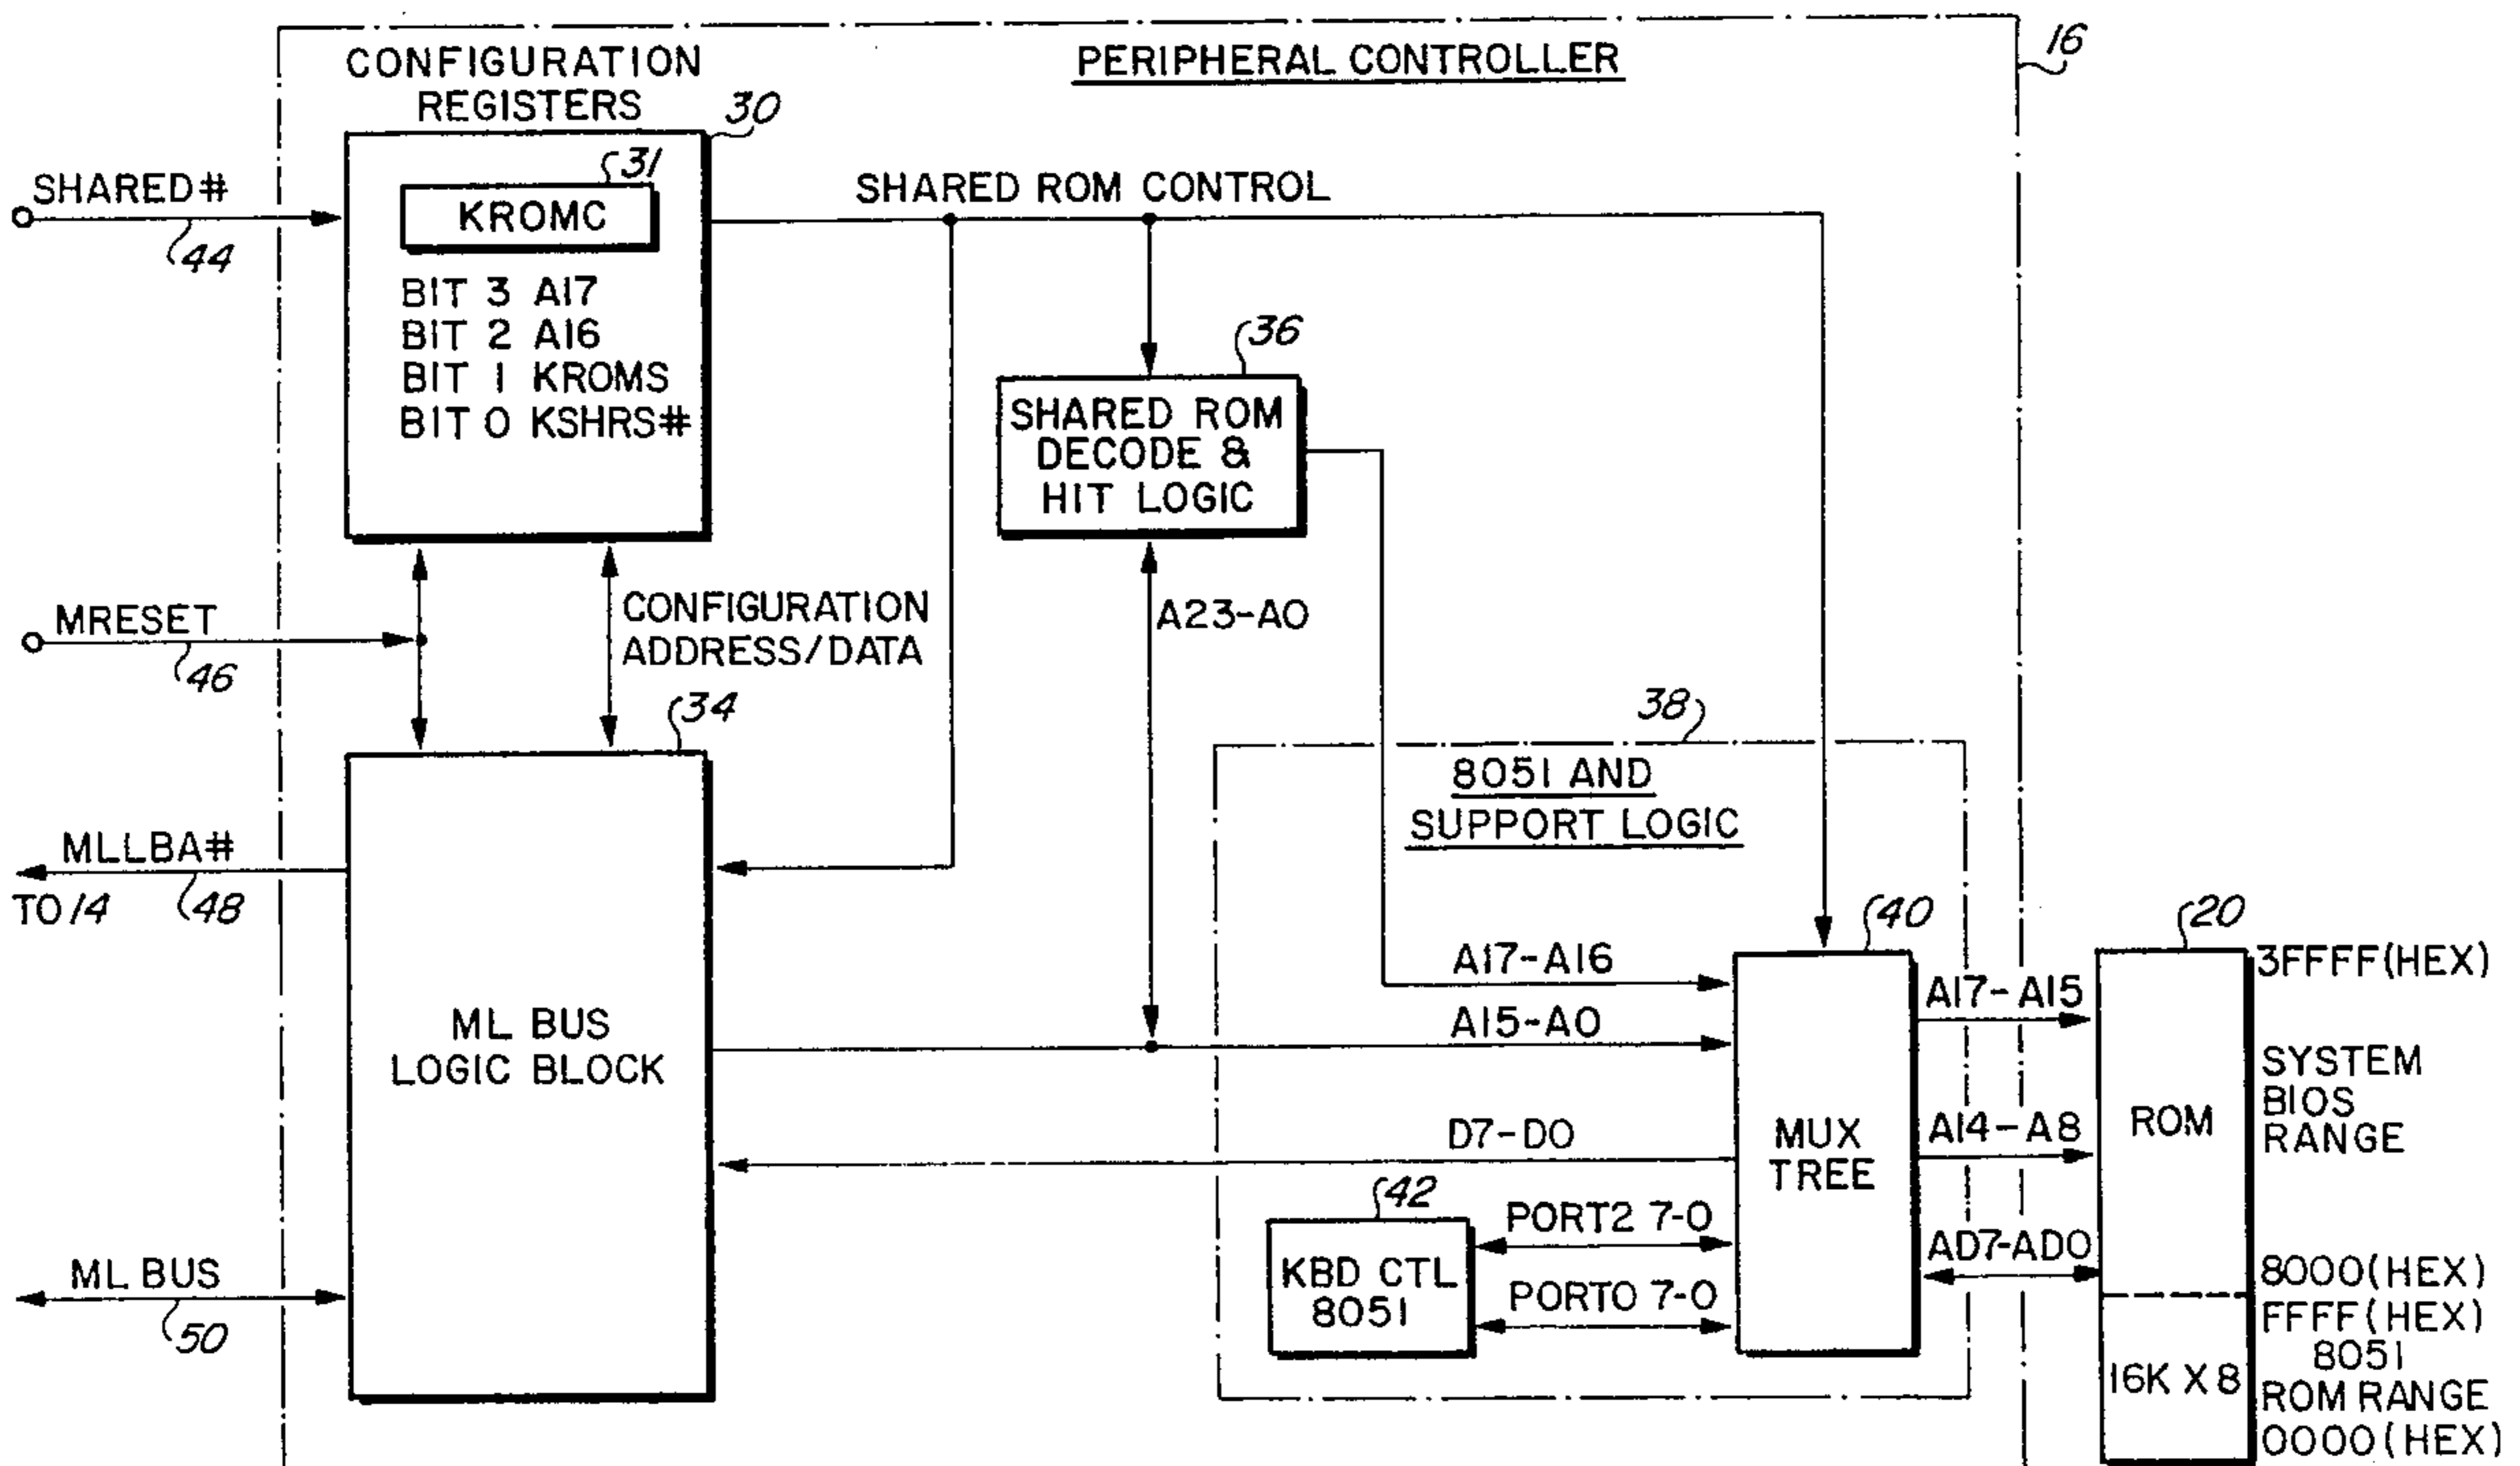 CONFIGURATION
REGISTERS
PERIPHERAL CONTROLLER
16
30
31
KROMC
SHARED#
44
BIT 3 A17
BIT 2 A16
BIT 1 KROMS
BIT 0 KSHRS#
SHARED ROM CONTROL
36
SHARED ROM
DECODE &
HIT LOGIC
MRESET
46
CONFIGURATION
ADDRESS/DATA
A23-A0
34
38
8051 AND
SUPPORT LOGIC
MLLBA#
TO 14
48
ML BUS
LOGIC BLOCK
A17-A16
A15-A0
D7-D0
40
MUX
TREE
42
KBD CTL
8051
PORT2 7-0
PORT0 7-0
ML BUS
50
A17-A15
A14-A8
AD7-AD0
20
ROM
16K X 8
3FFFF(HEX)
SYSTEM
BIOS
RANGE
8000(HEX)
FFFF(HEX)
8051
ROM RANGE
0000(HEX)